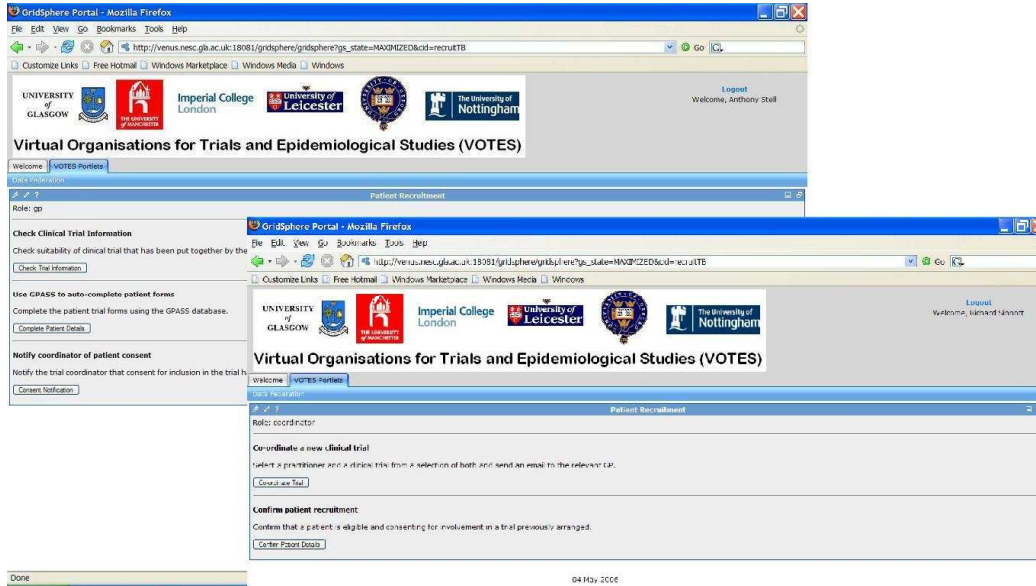 GridSphere Portal - Mozilla Firefox
File Edit View Go Bookmarks Tools Help
http://venus.nesc.gla.ac.uk:18081/gridsphere/gridsphere?gs_state=MAXIMIZED&cid=recruitTB
Go
Customize Links Free Hotmail Windows Marketplace Windows Media Windows
UNIVERSITY
of
GLASGOW
THE UNIVERSITY
of MANCHESTER
Imperial College
London
University of
Leicester
The University of
Nottingham
Logout
Welcome, Anthony Stell
Virtual Organisations for Trials and Epidemiological Studies (VOTES)
Welcome VOTES Portlets
Data Federation
? Patient Recruitment
Role: gp
Check Clinical Trial Information
Check suitability of clinical trial that has been put together by the
Check Trial Information
Use GPASS to auto-complete patient forms
Complete the patient trial forms using the GPASS database.
Complete Patient Details
Notify coordinator of patient consent
Notify the trial coordinator that consent for inclusion in the trial h
Consent Notification
Done
GridSphere Portal - Mozilla Firefox
File Edit View Go Bookmarks Tools Help
http://venus.nesc.gla.ac.uk:18081/gridsphere/gridsphere?gs_state=MAXIMIZED&cid=recruitTB
Go
Customize Links Free Hotmail Windows Marketplace Windows Media Windows
UNIVERSITY
of
GLASGOW
THE UNIVERSITY
of MANCHESTER
Imperial College
London
University of
Leicester
The University of
Nottingham
Logout
Welcome, Richard Sinnott
Virtual Organisations for Trials and Epidemiological Studies (VOTES)
Welcome VOTES Portlets
Data Federation
? Patient Recruitment
Role: coordinator
Co-ordinate a new clinical trial
Select a practitioner and a clinical trial from a selection of both and send an email to the relevant GP.
Co-ordinate Trial
Confirm patient recruitment
Confirm that a patient is eligible and consenting for involvement in a trial previously arranged.
Confirm Patient Details
04 May 2006